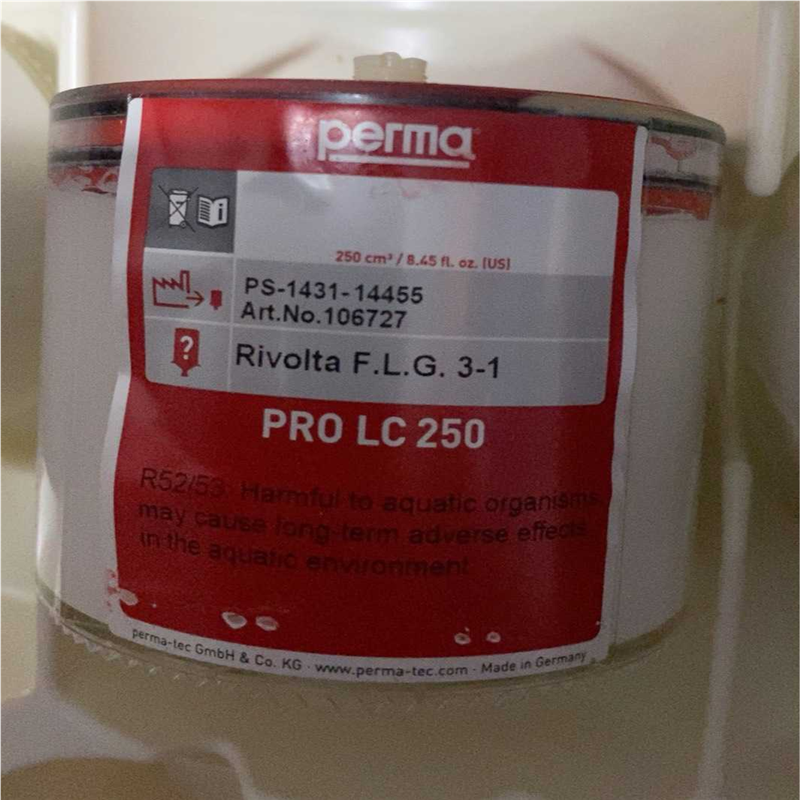 perma
250 cm³ / 8.45 fl. oz. (US)
PS-1431-14455
Art.No.106727
?
Rivolta F.L.G. 3-1
PRO LC 250
R52/53: Harmful to aquatic organisms,
may cause long-term adverse effects
in the aquatic environment
perma-tec GmbH & Co. KG · www.perma-tec.com · Made in Germany